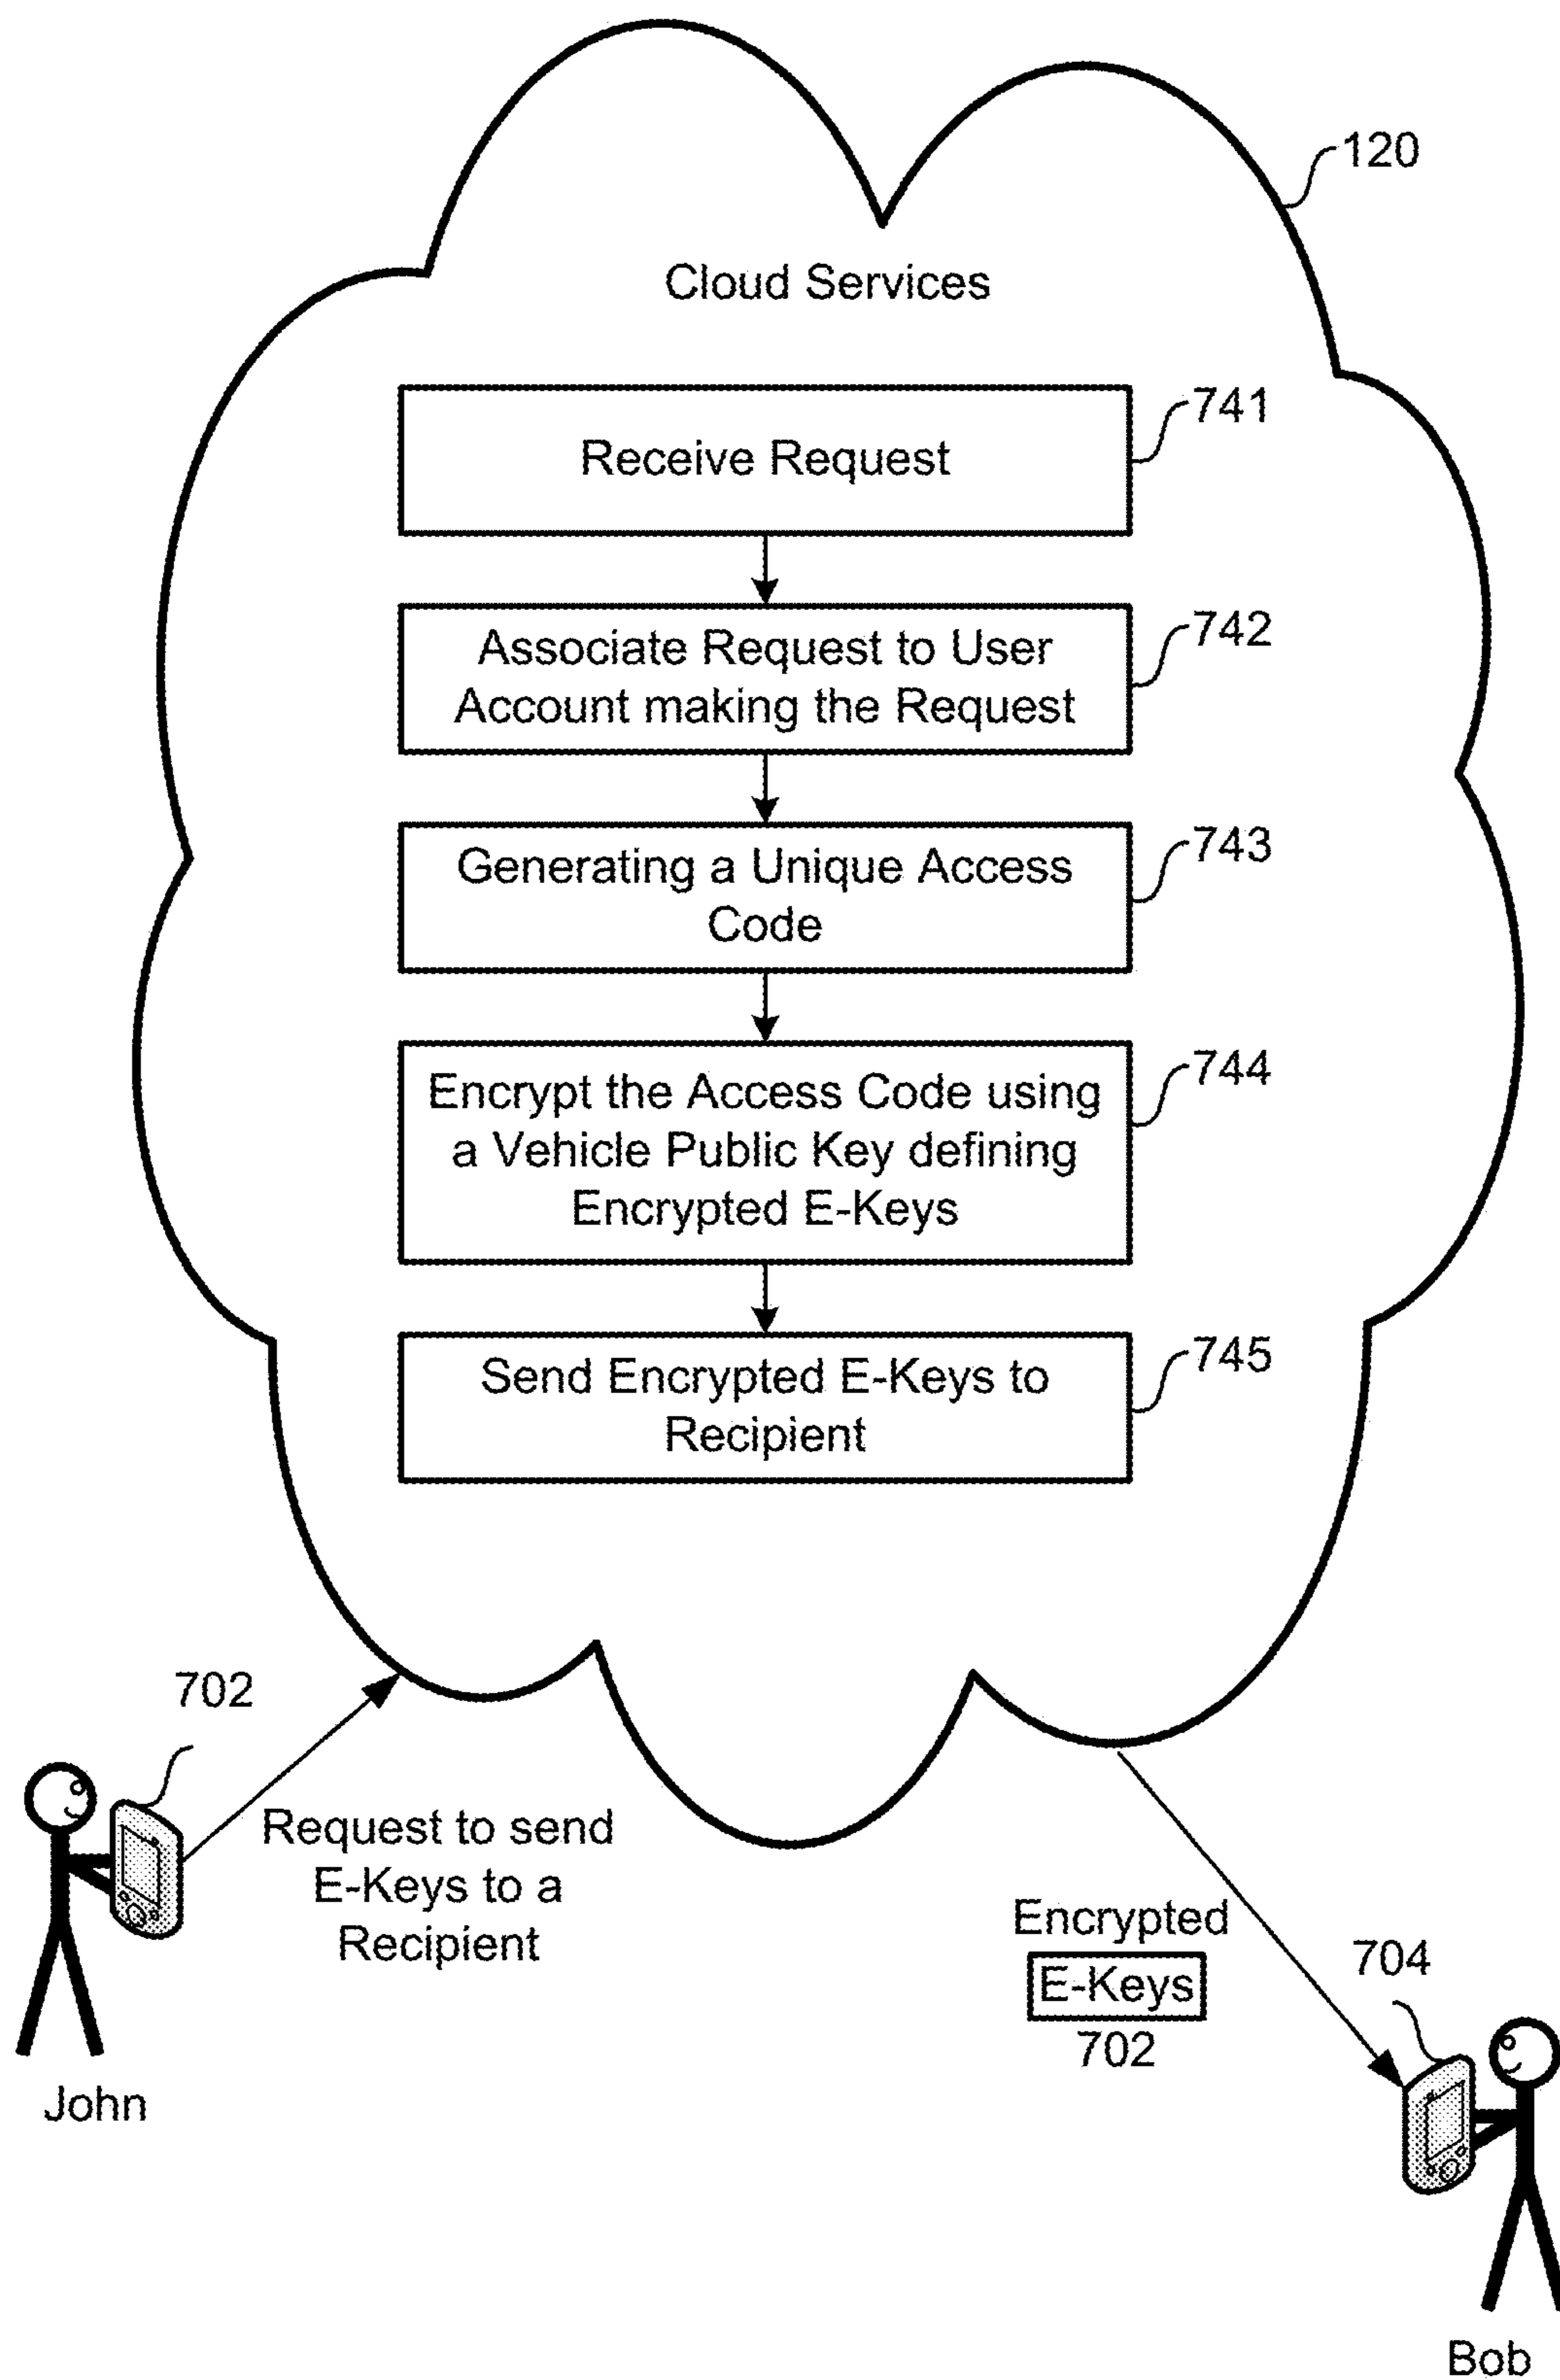 120
Cloud Services
741
Receive Request
742
Associate Request to User
Account making the Request
743
Generating a Unique Access
Code
744
Encrypt the Access Code using
a Vehicle Public Key defining
Encrypted E-Keys
745
Send Encrypted E-Keys to
Recipient
702
Request to send
E-Keys to a
Recipient
John
Encrypted
E-Keys
702
704
Bob